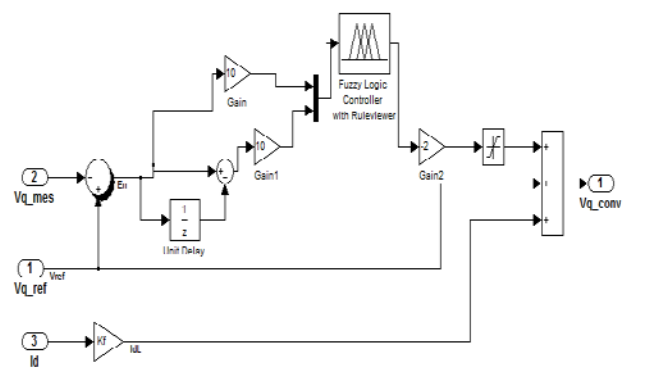 10
Gain
Fuzzy Logic
Controller
with Ruleviewer
10
Gain1
-2
Gain2
2
Vq_mes
-
+
Err
+
-
1
z
Unit Delay
+
+
1
Vq_conv
1
Vq_ref
Vref
3
Id
Kf
IdL